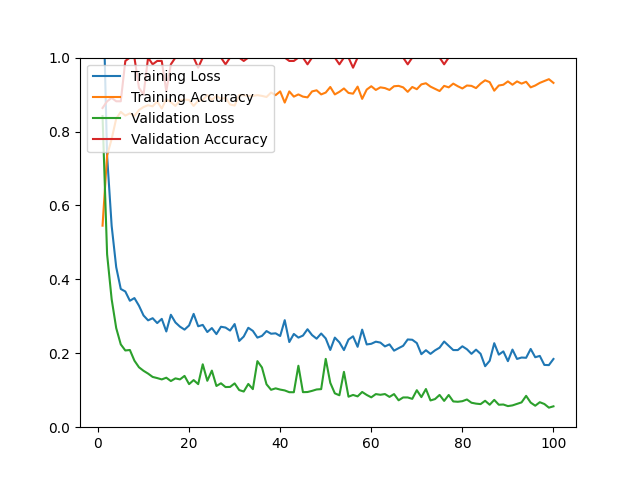 1.0
0.8
0.6
0.4
0.2
0.0
Training Loss
Training Accuracy
Validation Loss
Validation Accuracy
0 20 40 60 80 100